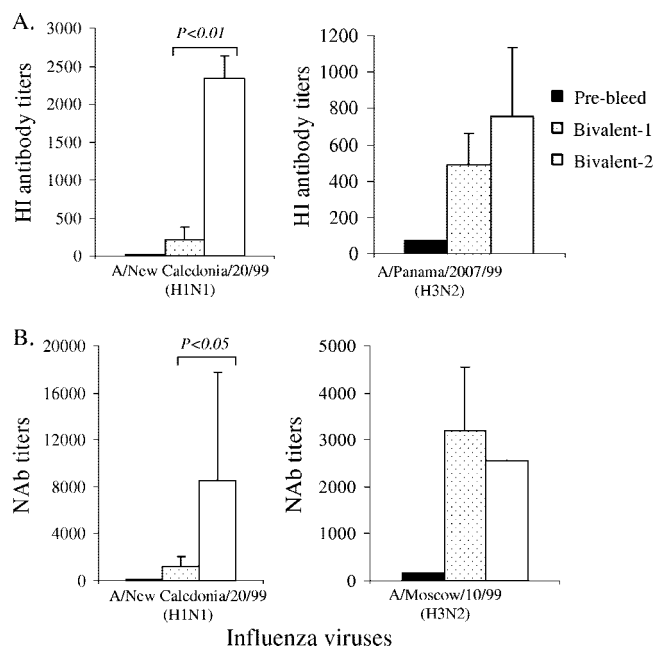 A.
P<0.01
HI antibody titers
3000
2500
2000
1500
1000
500
0
A/New Caledonia/20/99
(H1N1)
HI antibody titers
1200
1000
800
600
400
200
0
A/Panama/2007/99
(H3N2)
Pre-bleed
Bivalent-1
Bivalent-2
B.
P<0.05
NAb titers
20000
16000
12000
8000
4000
0
A/New Caledonia/20/99
(H1N1)
NAb titers
5000
4000
3000
2000
1000
0
A/Moscow/10/99
(H3N2)
Influenza viruses